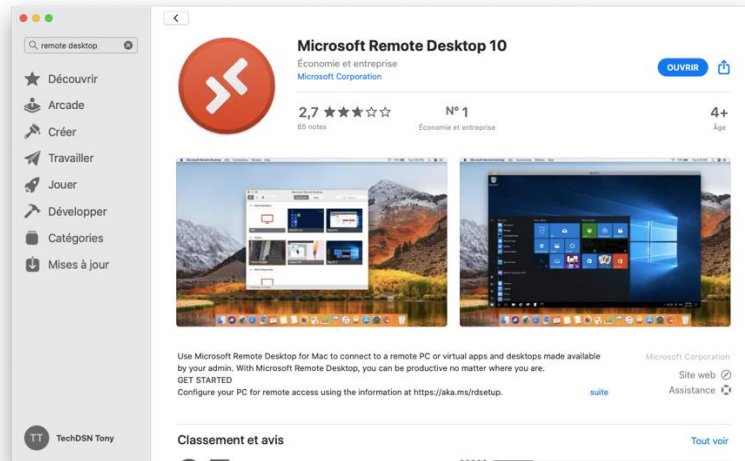 remote desktop
Découvrir
Arcade
Créer
Travailler
Jouer
Développer
Catégories
Mises à jour
TT
TechDSN Tony
Microsoft Remote Desktop 10
Économie et entreprise
Microsoft Corporation
OUVRIR
2,7 ★★★☆☆
65 notes
N° 1
Économie et entreprise
4+
Âge
Use Microsoft Remote Desktop for Mac to connect to a remote PC or virtual apps and desktops made available
by your admin. With Microsoft Remote Desktop, you can be productive no matter where you are.
GET STARTED
Configure your PC for remote access using the information at https://aka.ms/rdsetup.
suite
Microsoft Corporation
Site web
Assistance
Classement et avis
Tout voir